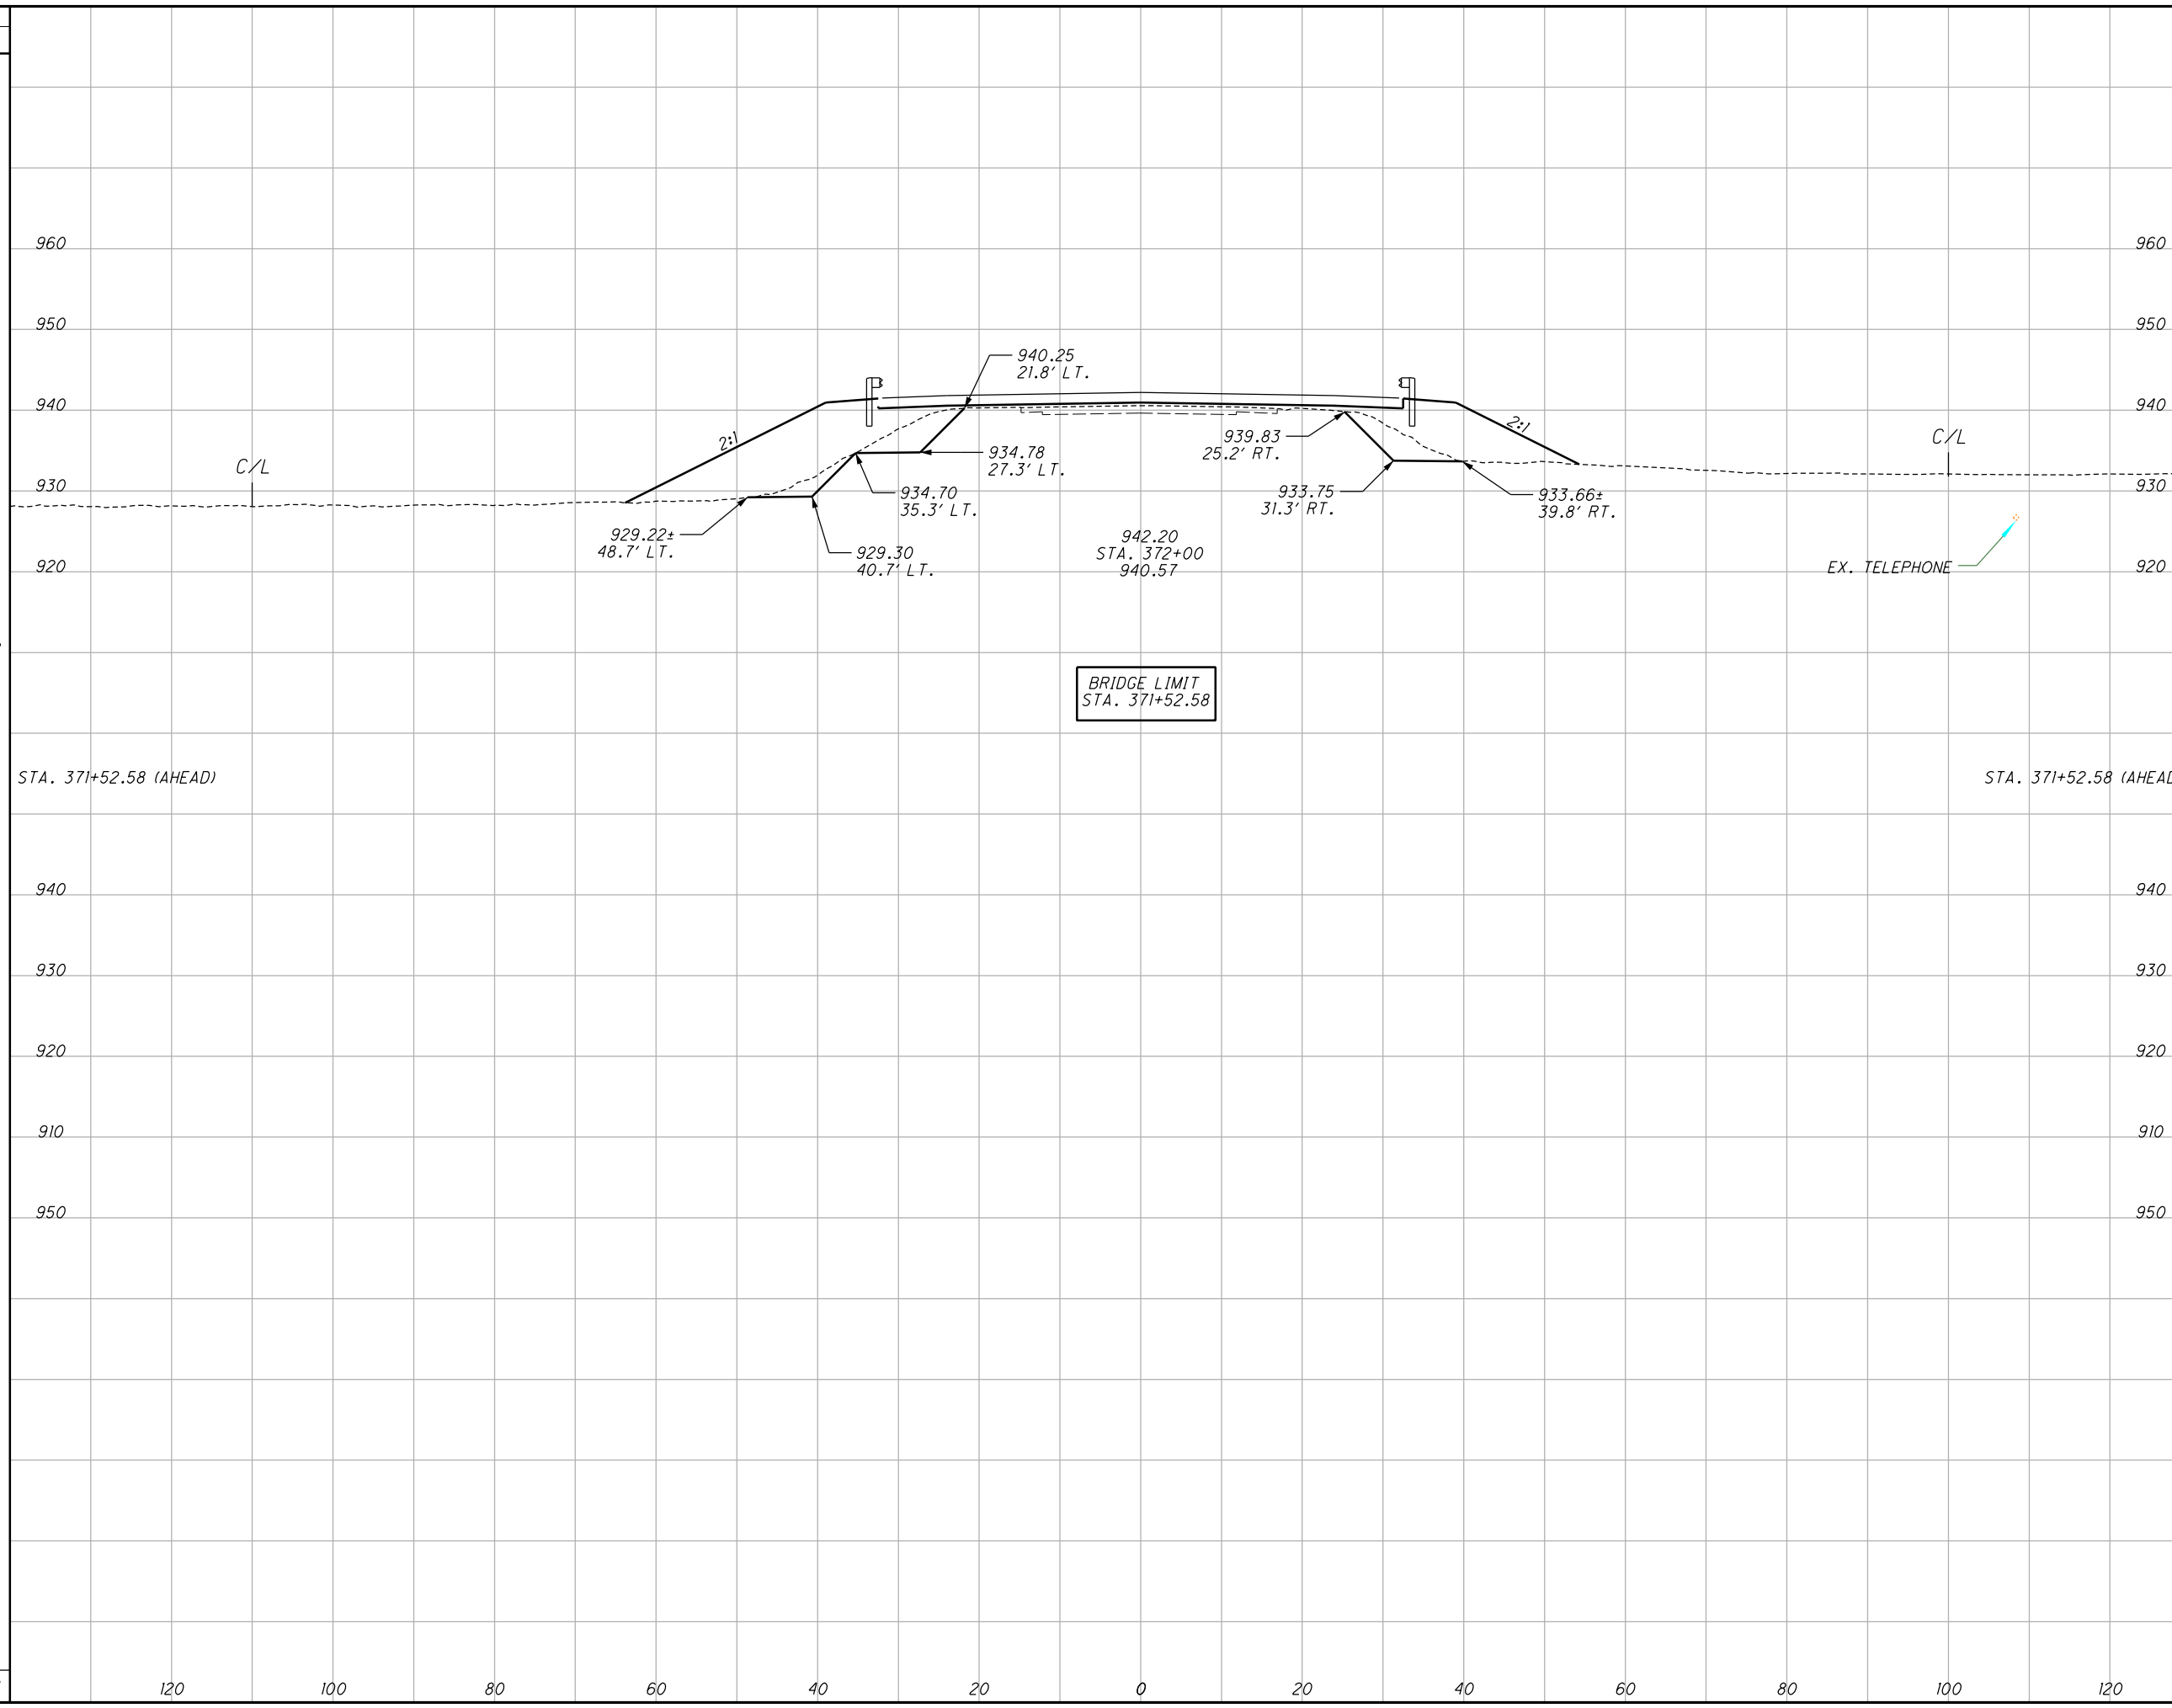 960 960
950 950
940.25
21.8' LT.
940 940
2:1 2:1
939.83
25.2' RT.
C/L C/L
934.78
27.3' LT.
930 930
934.70
35.3' LT.
933.75
31.3' RT.
933.66±
39.8' RT.
929.22±
48.7' LT.
929.30
40.7' LT.
942.20
STA. 372+00
940.57
920 EX. TELEPHONE 920
BRIDGE LIMIT
STA. 371+52.58
STA. 371+52.58 (AHEAD) STA. 371+52.58 (AHEAD
940 940
930 930
920 920
910 910
950 950
120 100 80 60 40 20 0 20 40 60 80 100 120